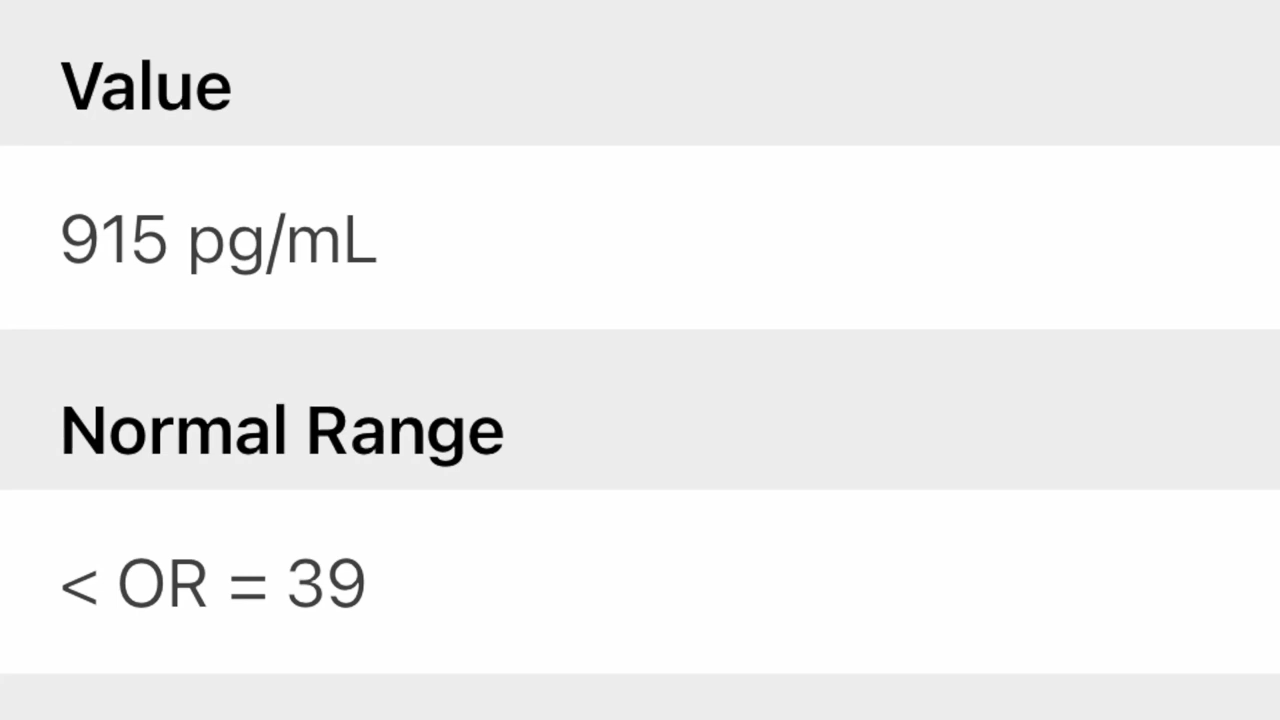 Value
915 pg/mL
Normal Range
< OR = 39